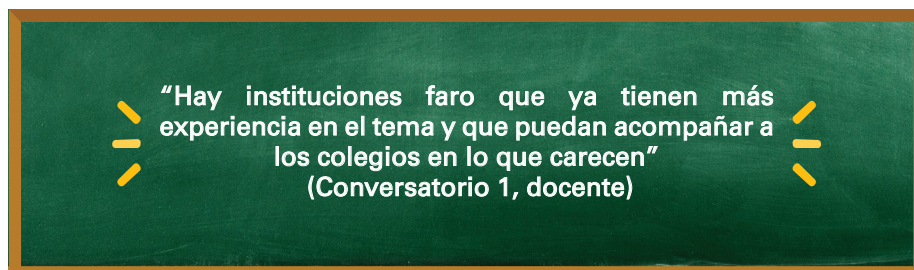 “Hay instituciones faro que ya tienen más
experiencia en el tema y que puedan acompañar a
los colegios en lo que carecen”
(Conversatorio 1, docente)